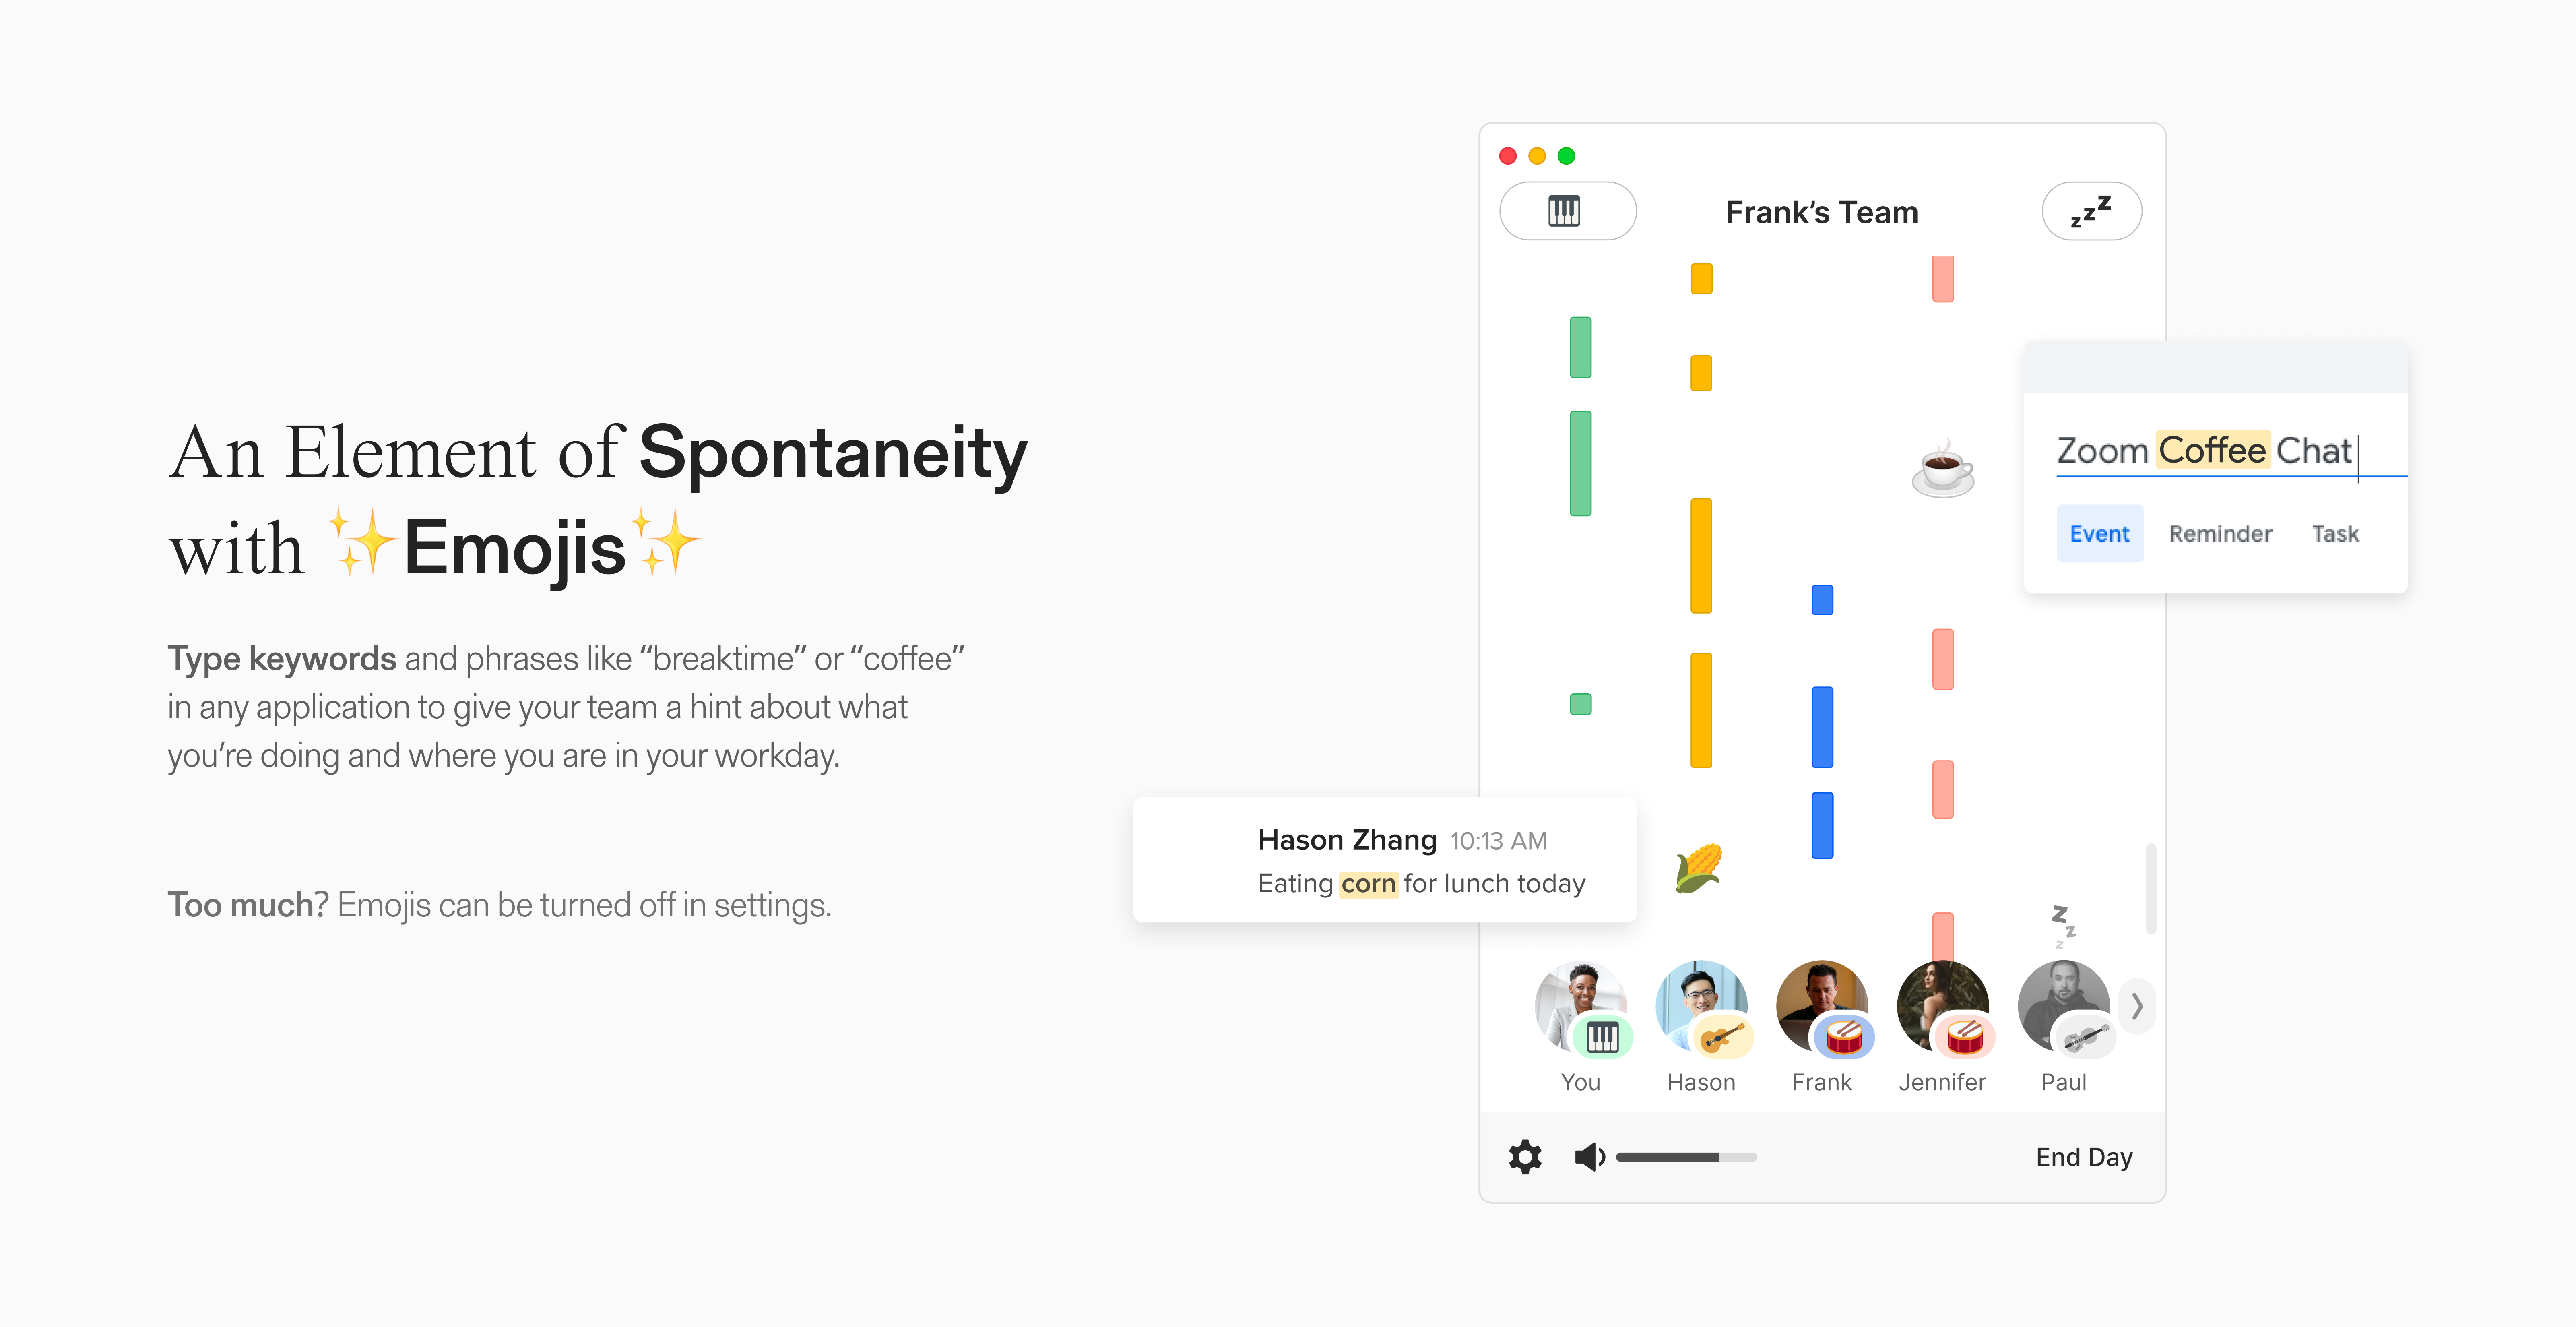 An Element of Spontaneity
with ✨Emojis✨
Type keywords and phrases like “breaktime” or “coffee”
in any application to give your team a hint about what
you’re doing and where you are in your workday.
Too much? Emojis can be turned off in settings.
Frank’s Team
zzz
Zoom Coffee Chat
Event Reminder Task
Hason Zhang 10:13 AM
Eating corn for lunch today
zzz
You Hason Frank Jennifer Paul
End Day